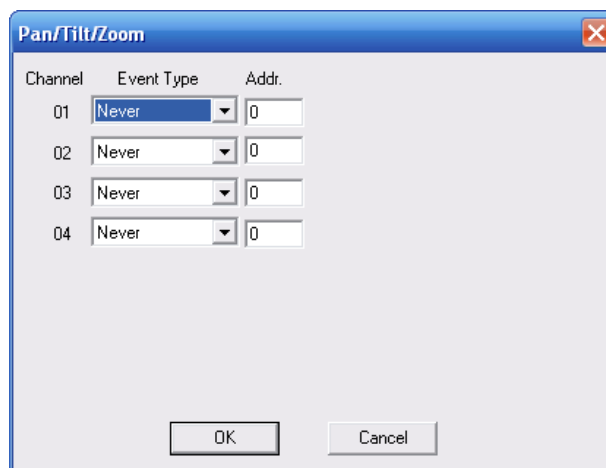 Pan/Tilt/Zoom
Channel Event Type Addr.
01 Never 0
02 Never 0
03 Never 0
04 Never 0
OK Cancel